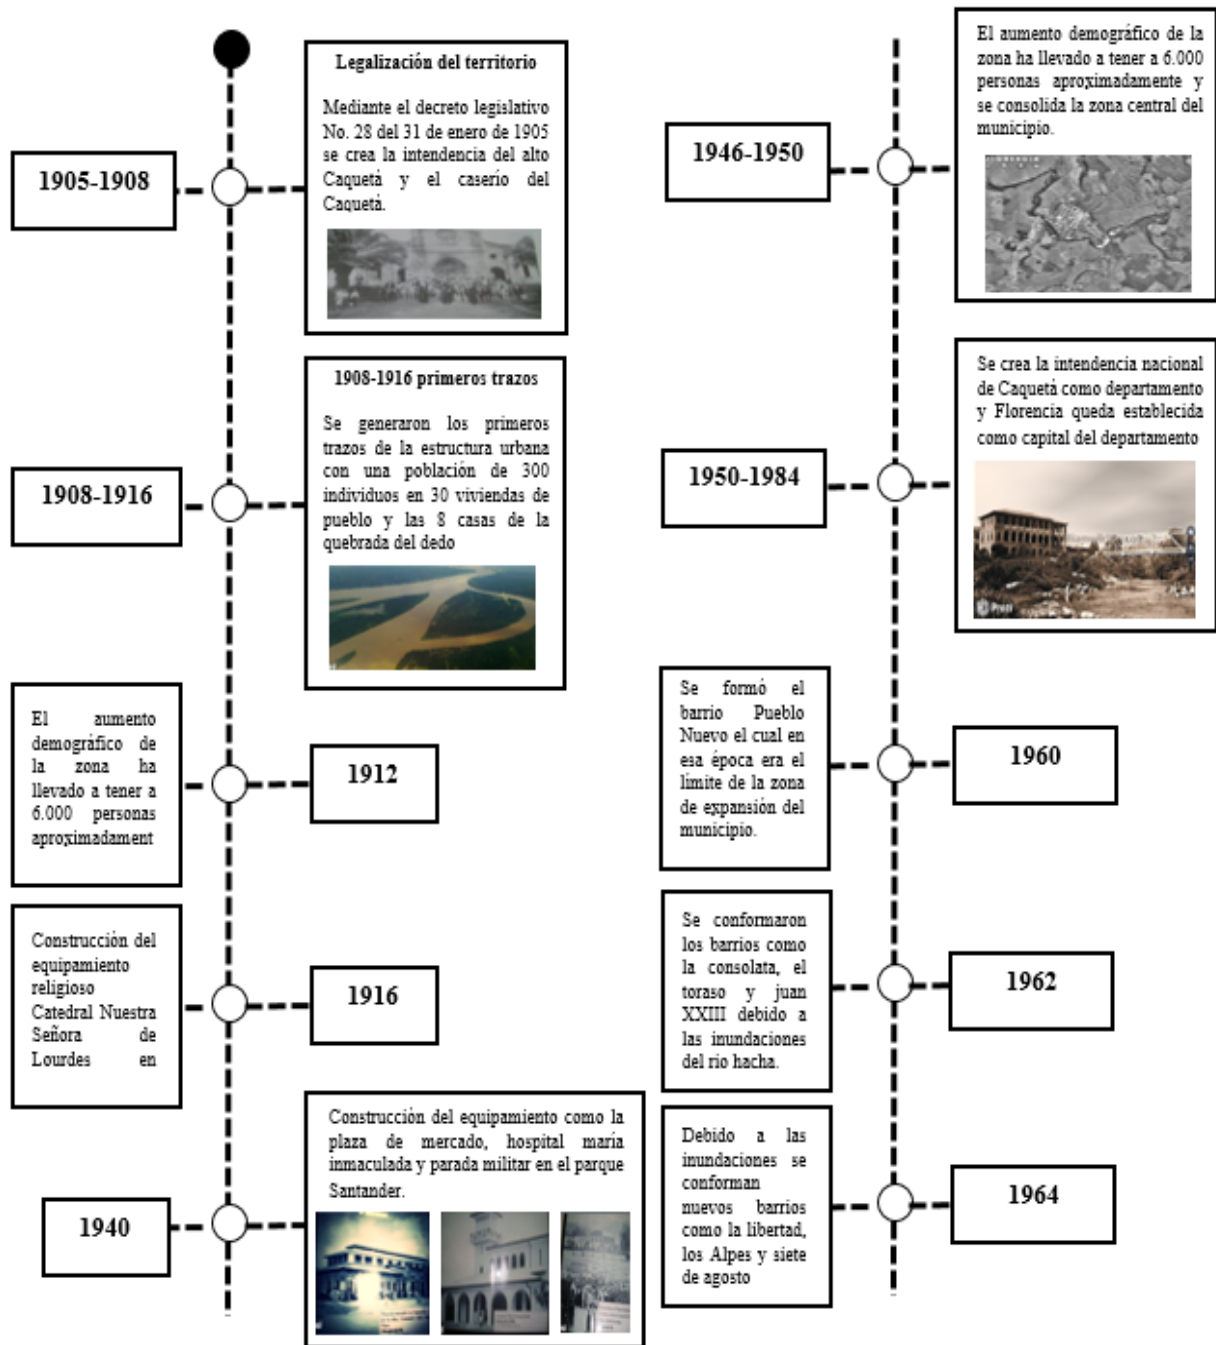 Legalización del territorio
Mediante el decreto legislativo
No. 28 del 31 de enero de 1905
se crea la intendencia del alto
Caquetá y el caserío del
Caquetá.
1905-1908
1908-1916 primeros trazos
Se generaron los primeros
trazos de la estructura urbana
con una población de 300
individuos en 30 viviendas de
pueblo y las 8 casas de la
quebrada del dedo
1908-1916
El aumento
demográfico de
la zona ha
llevado a tener a
6.000 personas
aproximadament
1912
Construcción del
equipamiento
religioso
Catedral Nuestra
Señora de
Lourdes en
1916
Construcción del equipamiento como la
plaza de mercado, hospital maría
inmaculada y parada militar en el parque
Santander.
1940
El aumento demográfico de la
zona ha llevado a tener a 6.000
personas aproximadamente y
se consolida la zona central del
municipio.
1946-1950
Se crea la intendencia nacional
de Caquetá como departamento
y Florencia queda establecida
como capital del departamento
Prezi
1950-1984
Se formó el
barrio Pueblo
Nuevo el cual en
esa época era el
límite de la zona
de expansión del
municipio.
1960
Se conformaron
los barrios como
la consolata, el
toraso y juan
XXIII debido a
las inundaciones
del rio hacha.
1962
Debido a las
inundaciones se
conforman
nuevos barrios
como la libertad,
los Alpes y siete
de agosto
1964